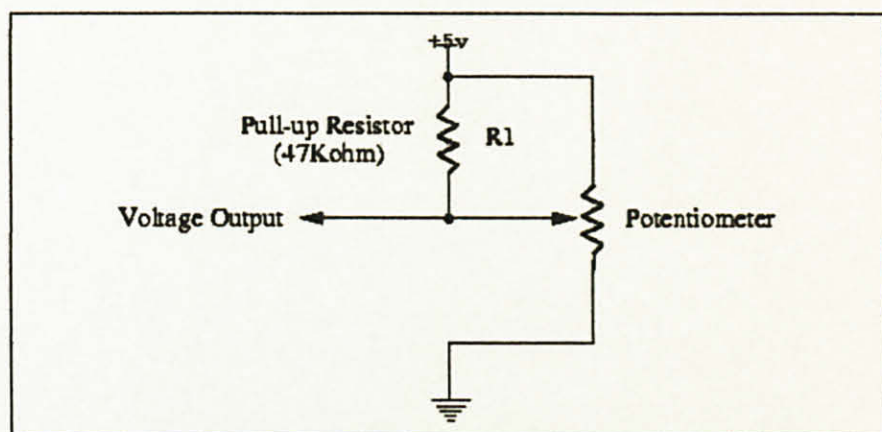 +5v
Pull-up Resistor
(47Kohm)
R1
Voltage Output
Potentiometer